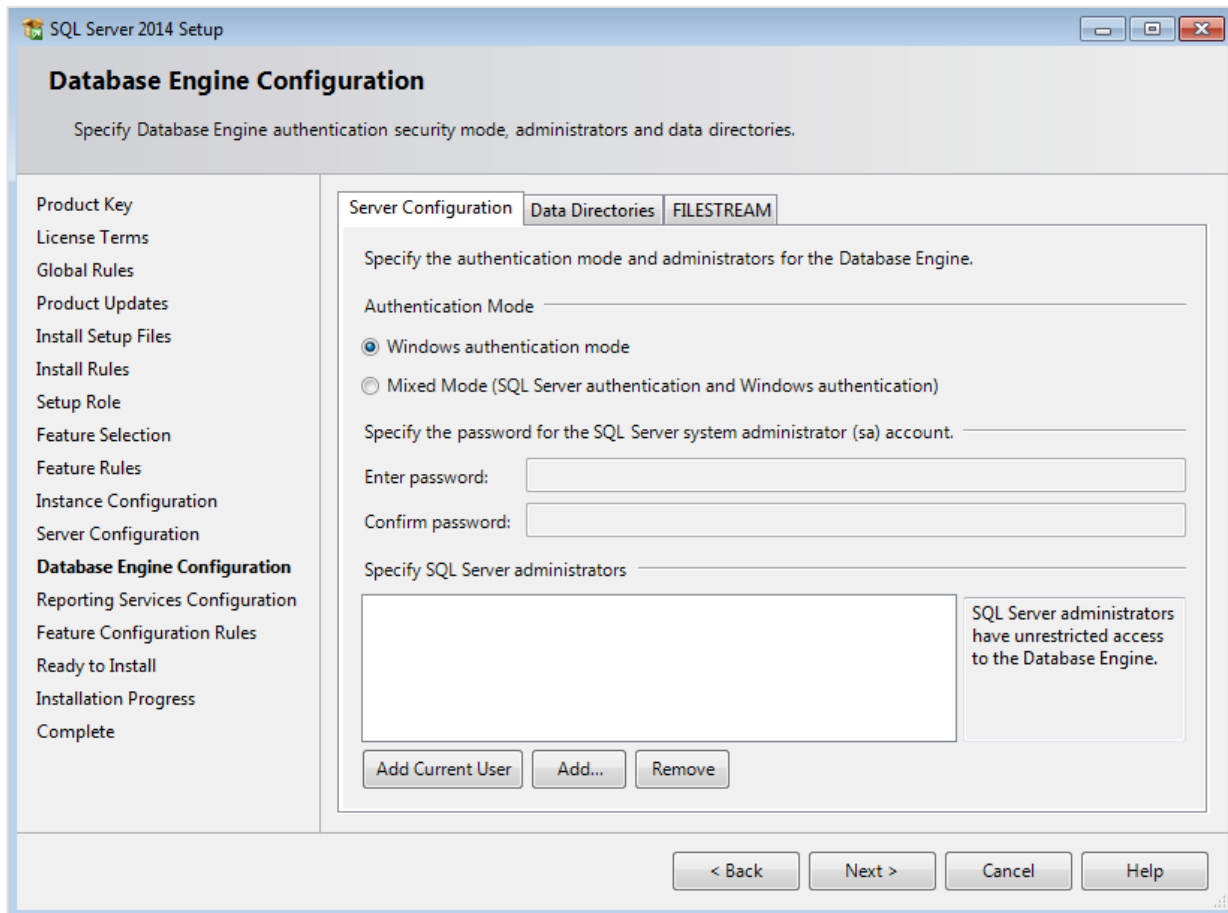 SQL Server 2014 Setup
Database Engine Configuration
Specify Database Engine authentication security mode, administrators and data directories.
Product Key
License Terms
Global Rules
Product Updates
Install Setup Files
Install Rules
Setup Role
Feature Selection
Feature Rules
Instance Configuration
Server Configuration
Database Engine Configuration
Reporting Services Configuration
Feature Configuration Rules
Ready to Install
Installation Progress
Complete
Server Configuration
Data Directories
FILESTREAM
Specify the authentication mode and administrators for the Database Engine.
Authentication Mode
Windows authentication mode
Mixed Mode (SQL Server authentication and Windows authentication)
Specify the password for the SQL Server system administrator (sa) account.
Enter password:
Confirm password:
Specify SQL Server administrators
SQL Server administrators
have unrestricted access
to the Database Engine.
Add Current User
Add...
Remove
< Back
Next >
Cancel
Help